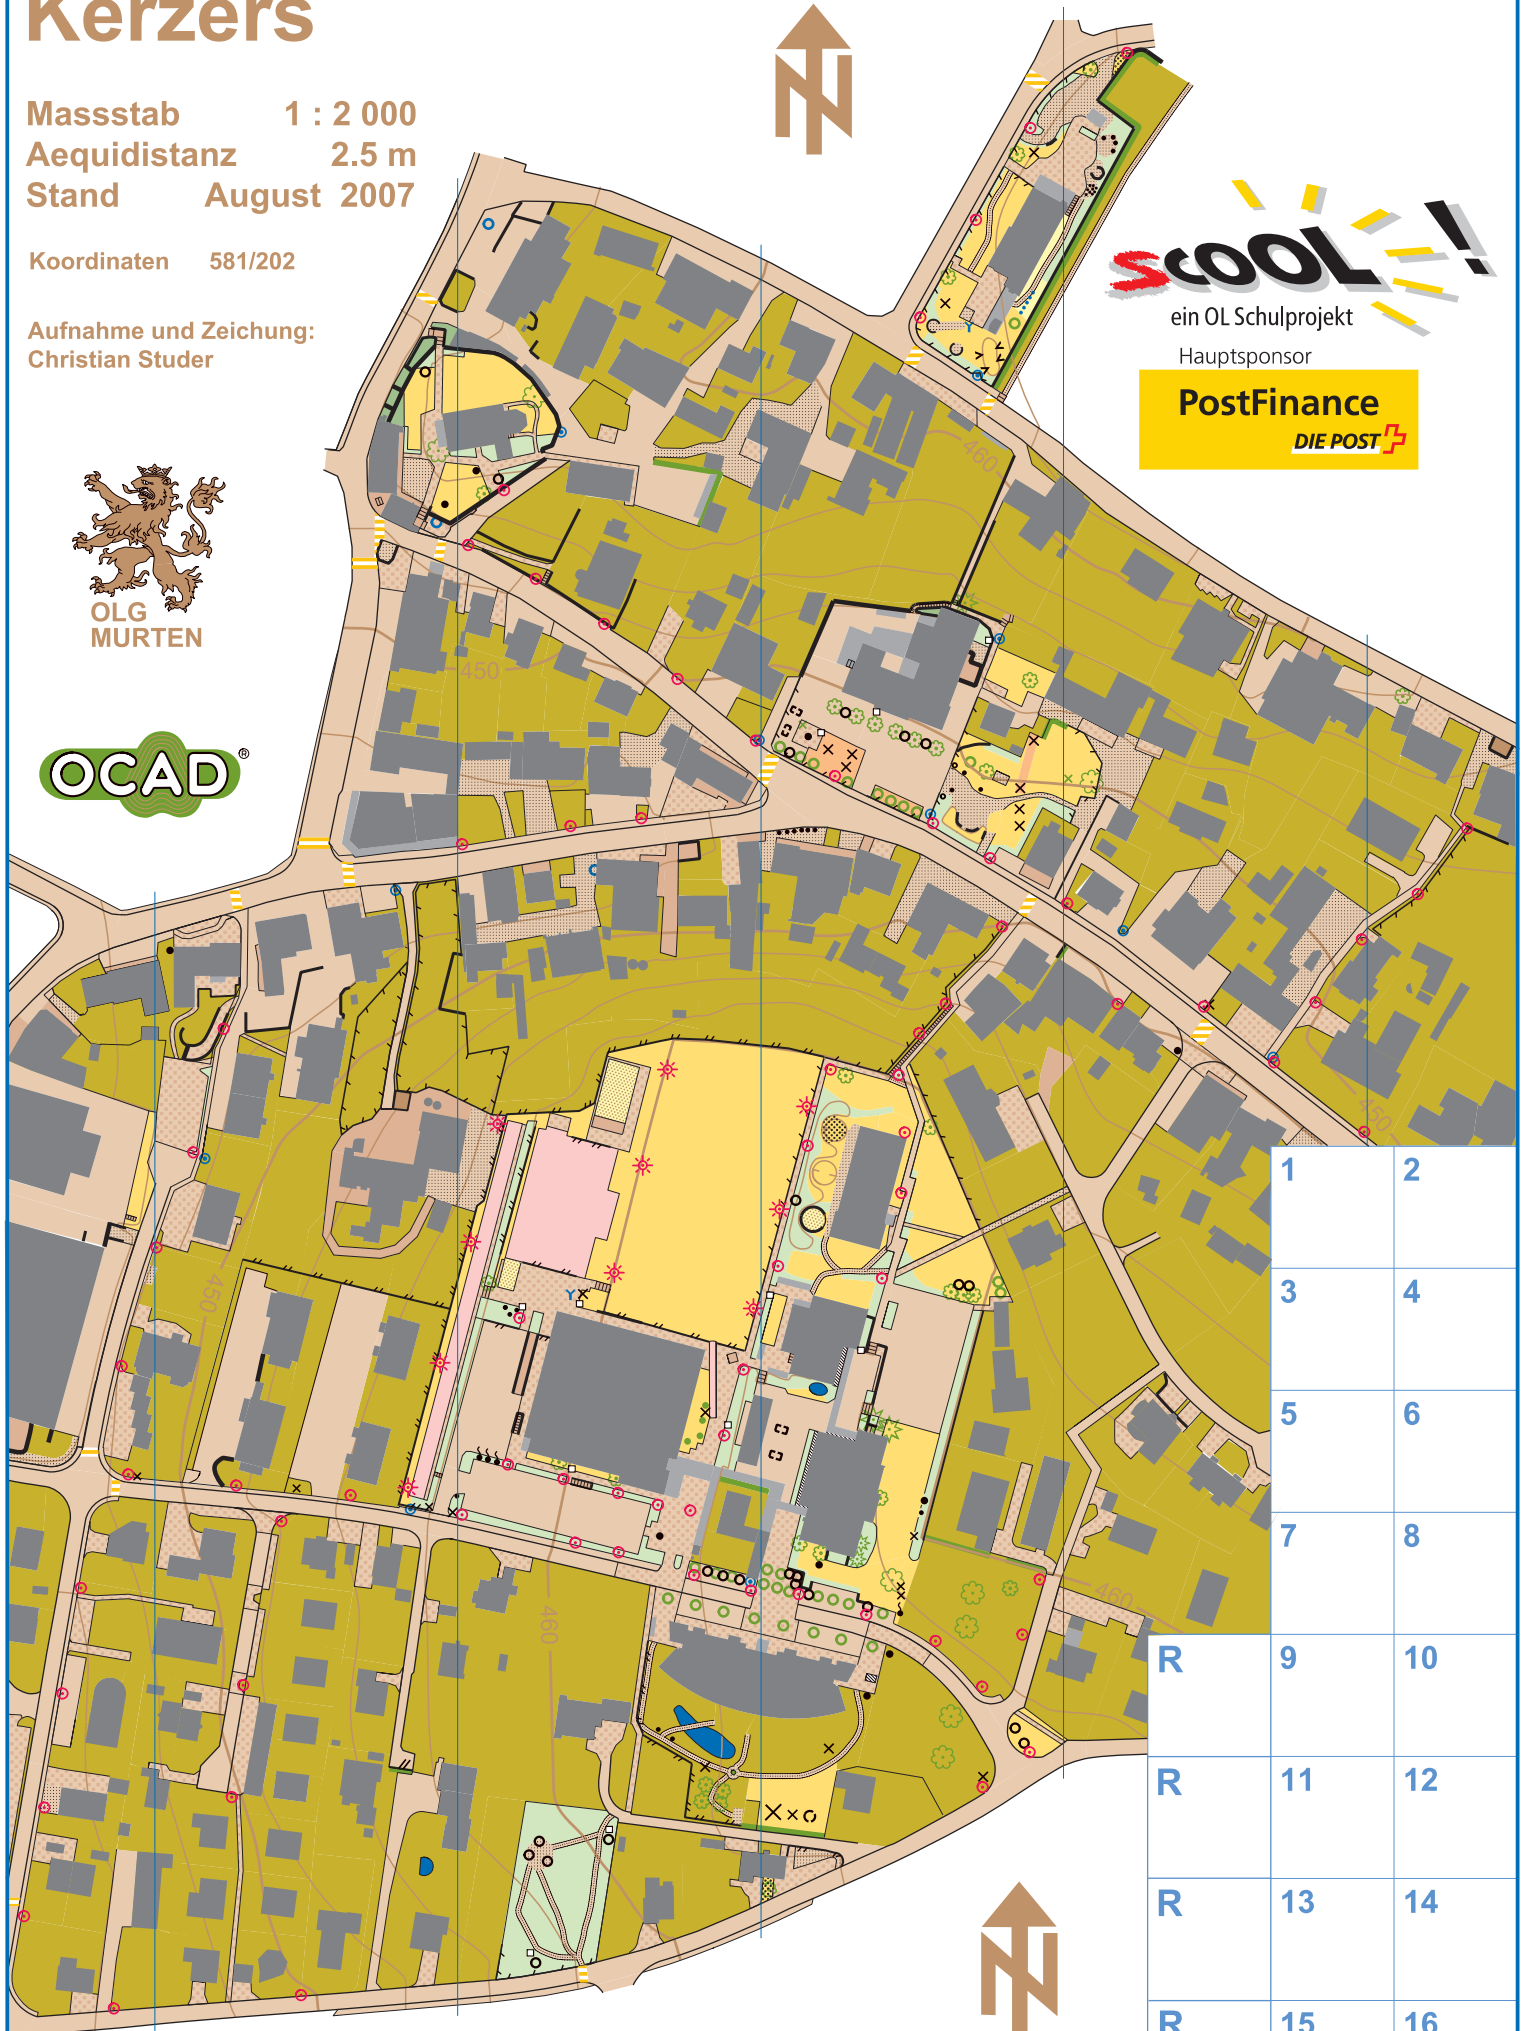 Kerzers
Massstab 1 : 2 000
Aequidistanz 2.5 m
Stand August 2007
Koordinaten 581/202
Aufnahme und Zeichung:
Christian Studer
OLG
MURTEN
OCAD®
N
scOOL!
ein OL Schulprojekt
Hauptsponsor
PostFinance
DIE POST
460
450
450
450
460
460
1 2
3 4
5 6
7 8
R 9 10
R 11 12
R 13 14
R 15 16
N